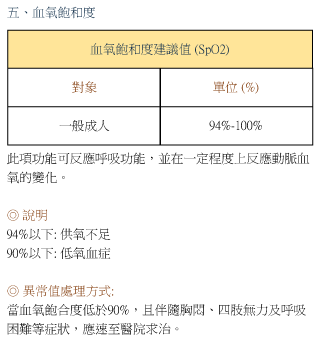 五、血氧飽和度
血氧飽和度建議值 (SpO2)
對象
單位 (%)
一般成人
94%-100%
此項功能可反應呼吸功能，並在一定程度上反應動脈血
氧的變化。
◎ 說明
94%以下: 供氧不足
90%以下: 低氧血症
◎ 異常值處理方式:
當血氧飽合度低於90%，且伴隨胸悶、四肢無力及呼吸
困難等症狀，應速至醫院求治。